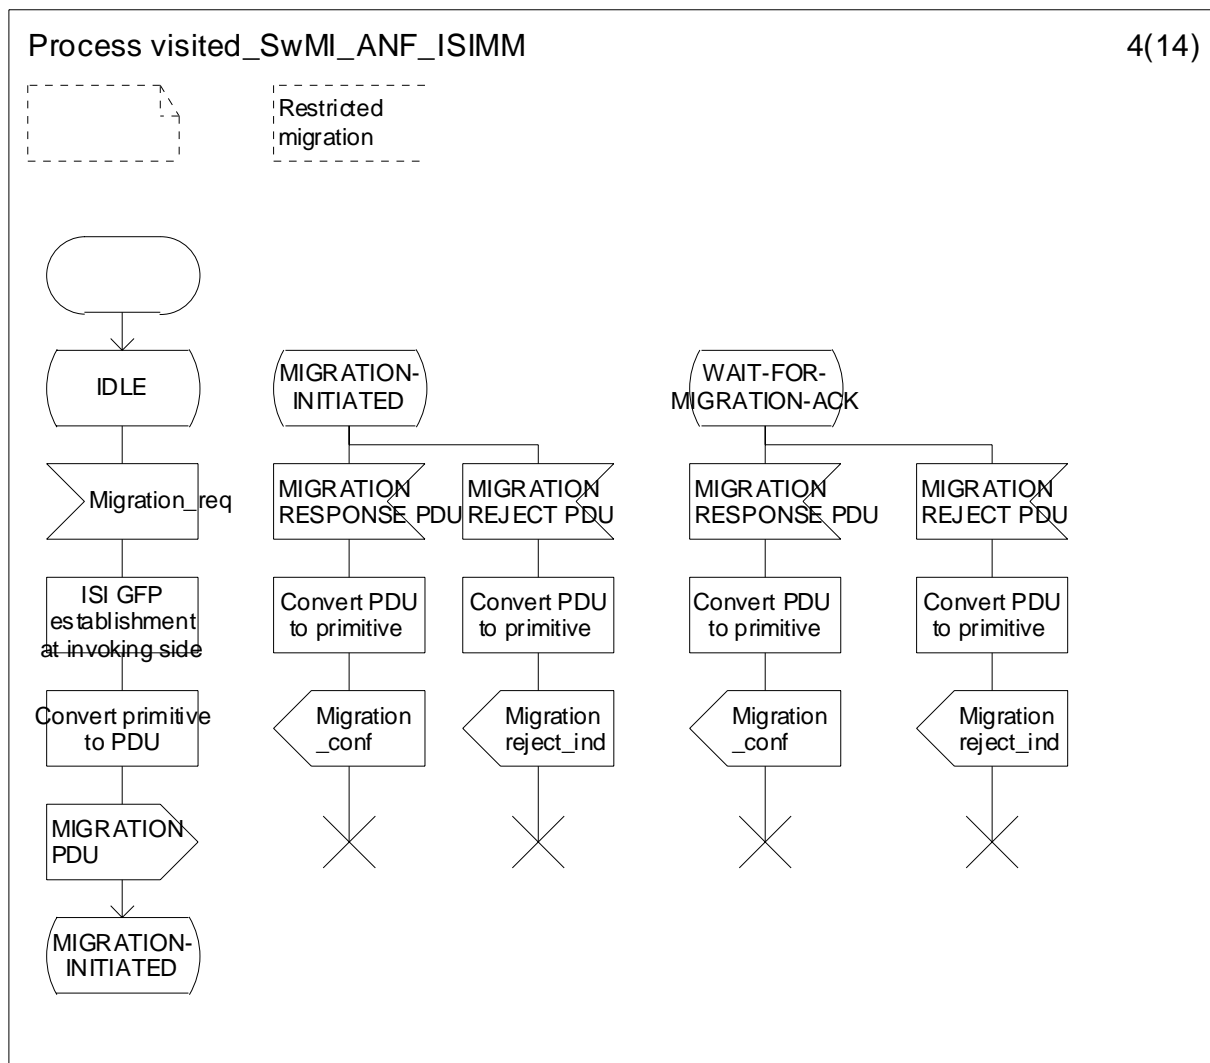 Process visited_SwMI_ANF_ISIMM
4(14)
Restricted
migration
IDLE
Migration_req
ISI GFP
establishment
at invoking side
Convert primitive
to PDU
MIGRATION
PDU
MIGRATION-
INITIATED
MIGRATION-
INITIATED
MIGRATION
RESPONSE PDU
Convert PDU
to primitive
Migration
_conf
MIGRATION
REJECT PDU
Convert PDU
to primitive
Migration
reject_ind
WAIT-FOR-
MIGRATION-ACK
MIGRATION
RESPONSE PDU
Convert PDU
to primitive
Migration
_conf
MIGRATION
REJECT PDU
Convert PDU
to primitive
Migration
reject_ind